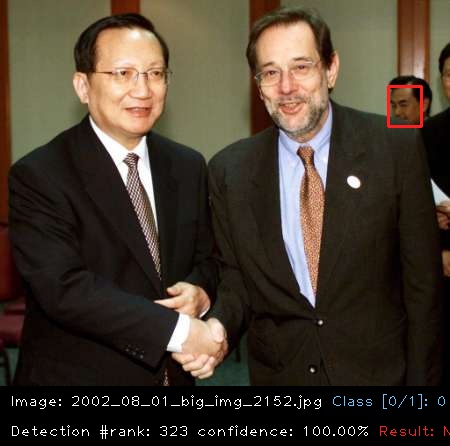 Image: 2002_08_01_big_img_2152.jpg Class [0/1]: 0
Detection #rank: 323 confidence: 100.00% Result: N